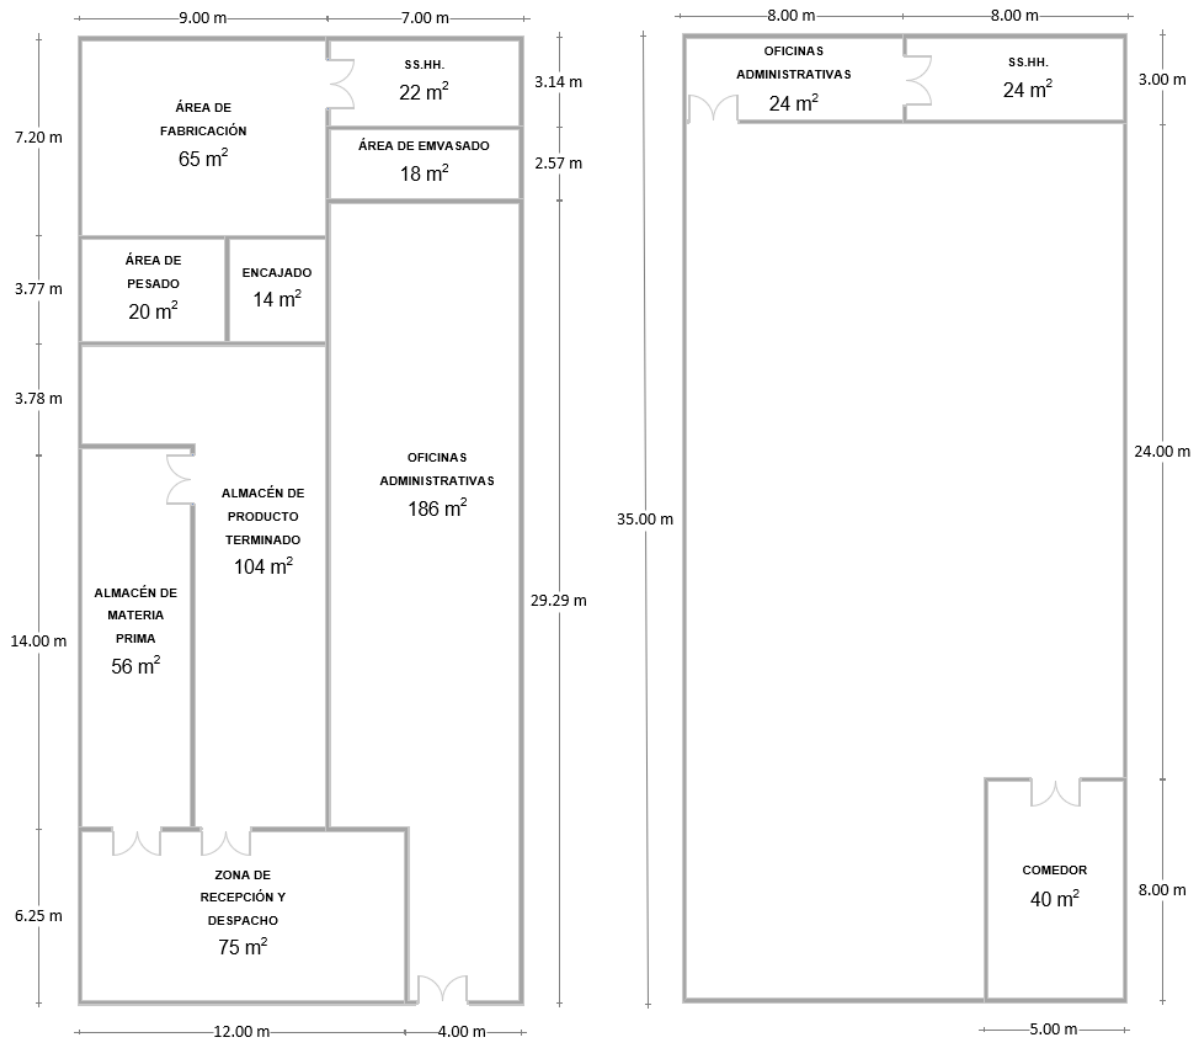 9.00 m
7.00 m
ÁREA DE
FABRICACIÓN
65 m²
SS.HH.
22 m²
3.14 m
7.20 m
ÁREA DE EMVASADO
18 m²
2.57 m
ÁREA DE
PESADO
20 m²
ENCAJADO
14 m²
3.77 m
3.78 m
OFICINAS
ADMINISTRATIVAS
186 m²
ALMACÉN DE
PRODUCTO
TERMINADO
104 m²
ALMACÉN DE
MATERIA
PRIMA
56 m²
14.00 m
29.29 m
ZONA DE
RECEPCIÓN Y
DESPACHO
75 m²
6.25 m
12.00 m
4.00 m
8.00 m
8.00 m
OFICINAS
ADMINISTRATIVAS
24 m²
SS.HH.
24 m²
3.00 m
24.00 m
35.00 m
COMEDOR
40 m²
8.00 m
5.00 m